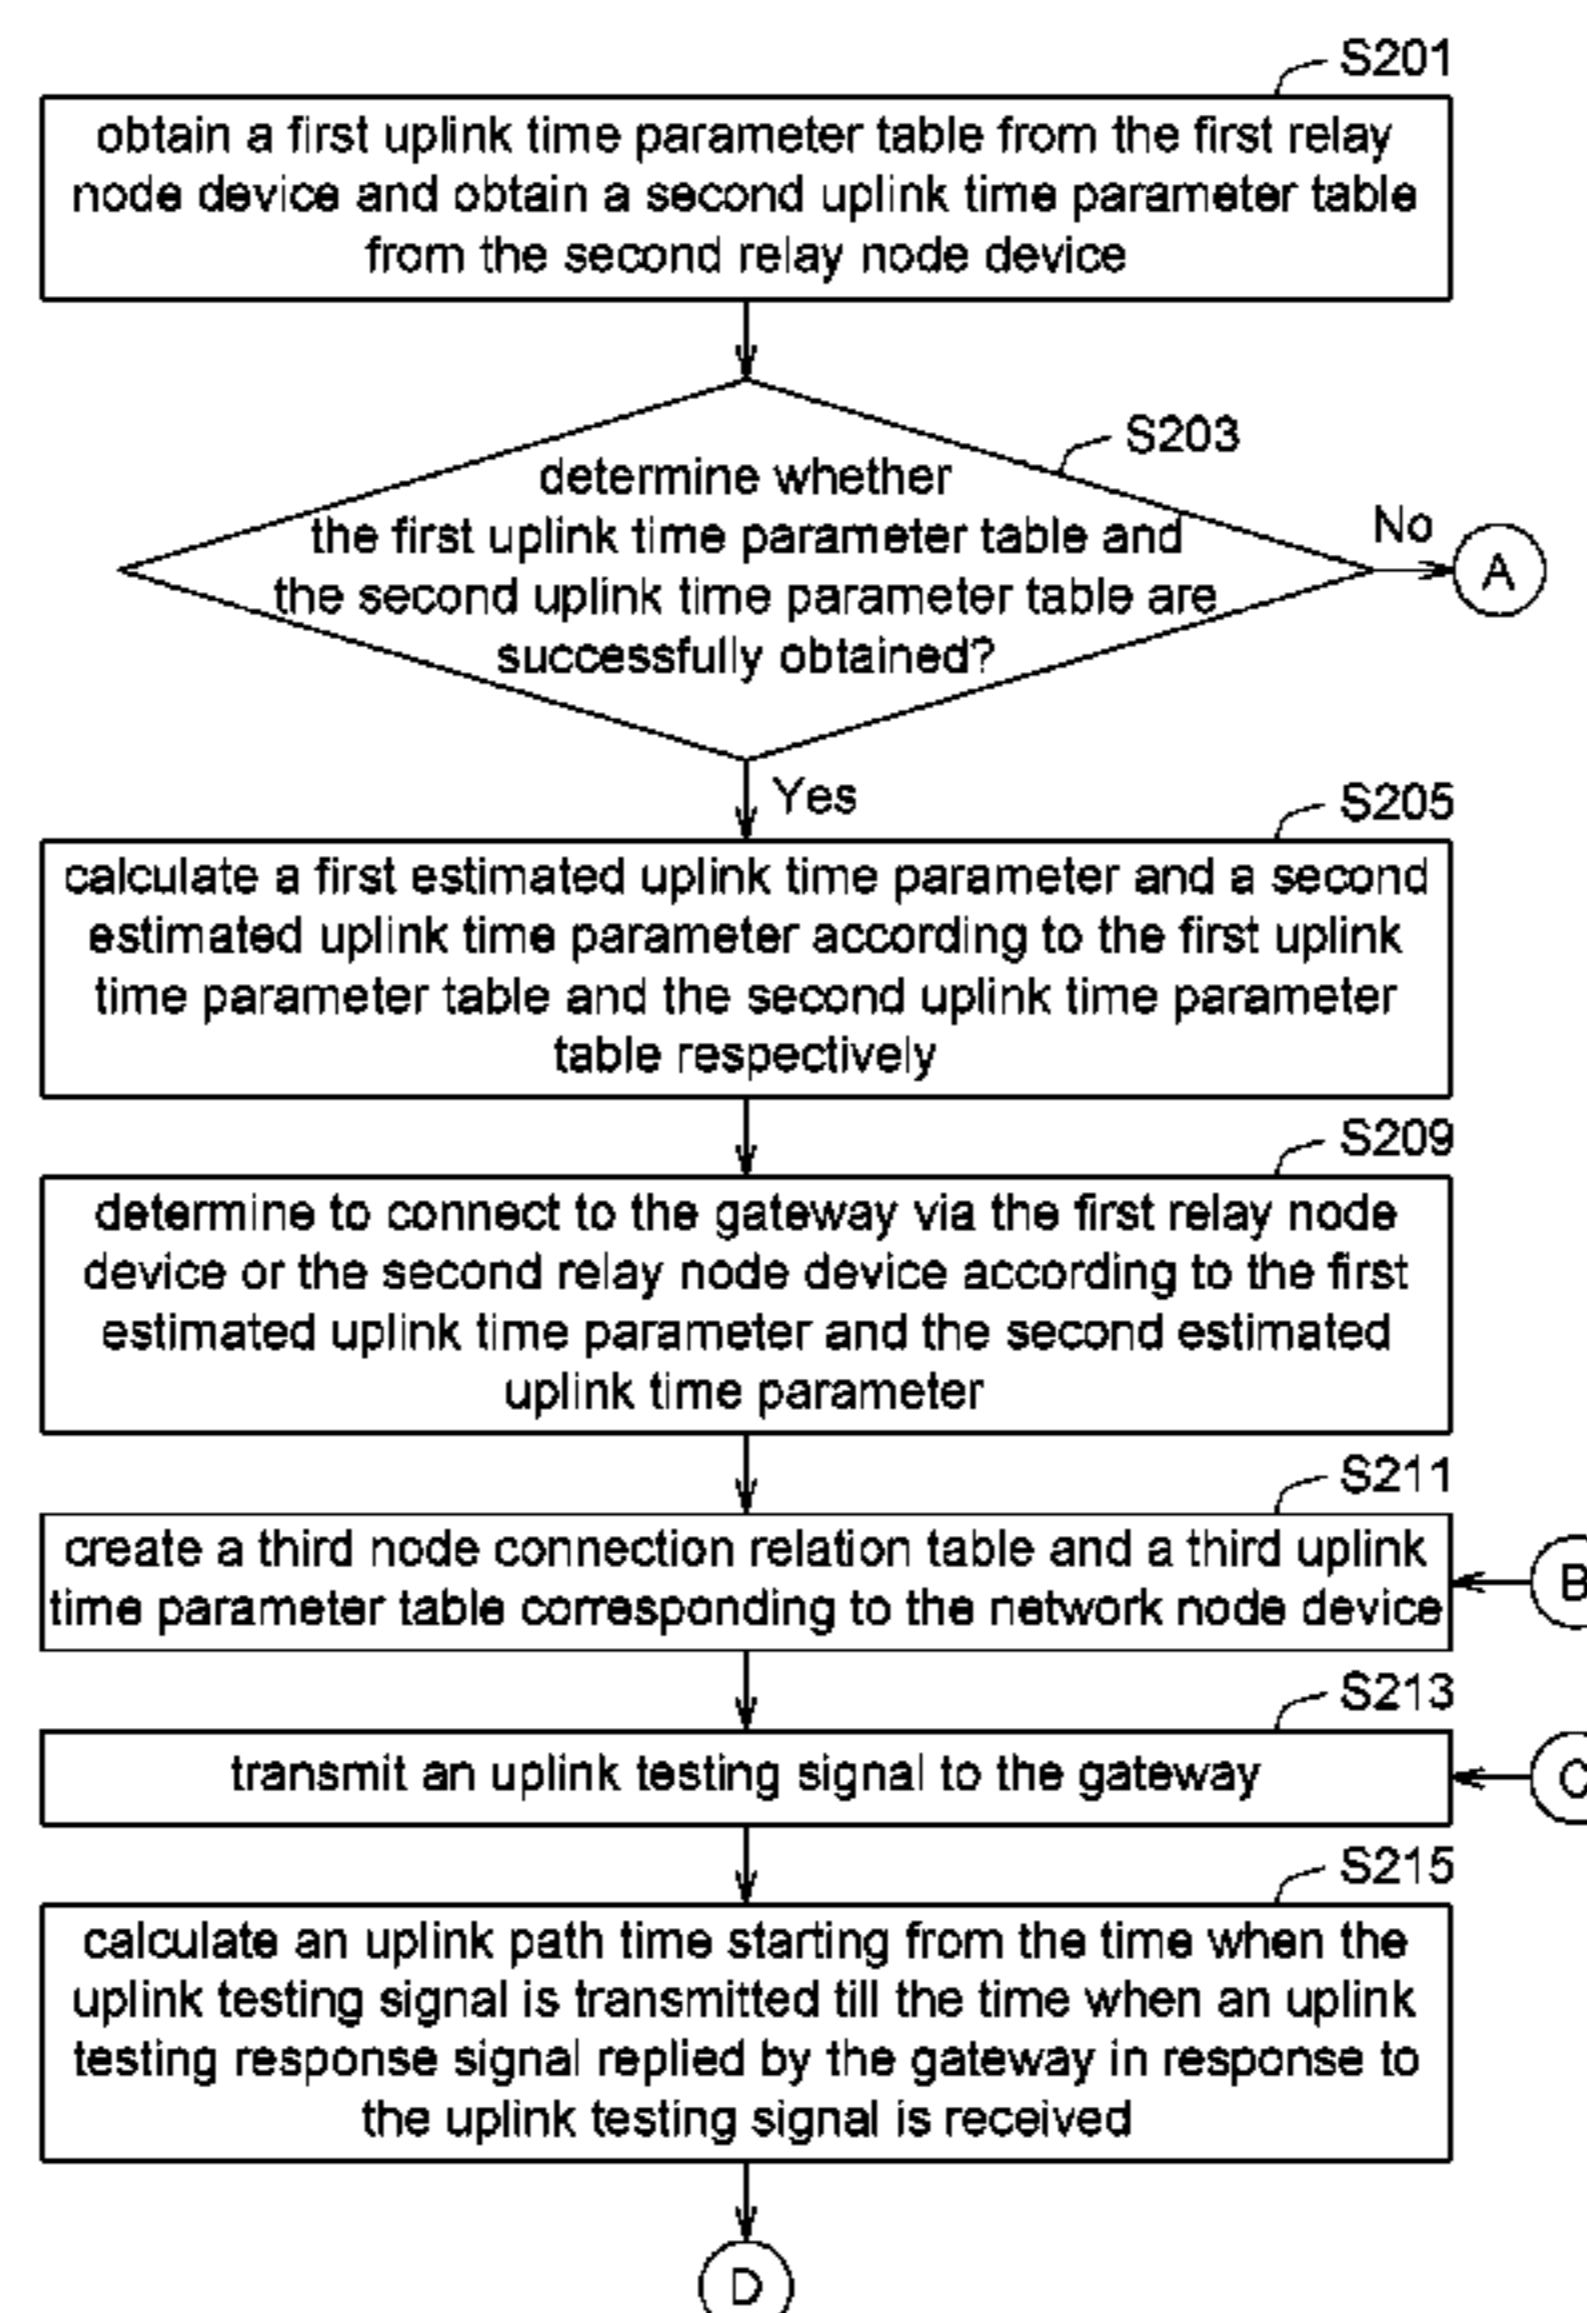 S201
obtain a first uplink time parameter table from the first relay
node device and obtain a second uplink time parameter table
from the second relay node device
S203
determine whether
the first uplink time parameter table and
the second uplink time parameter table are
successfully obtained?
No
A
Yes
S205
calculate a first estimated uplink time parameter and a second
estimated uplink time parameter according to the first uplink
time parameter table and the second uplink time parameter
table respectively
S209
determine to connect to the gateway via the first relay node
device or the second relay node device according to the first
estimated uplink time parameter and the second estimated
uplink time parameter
S211
create a third node connection relation table and a third uplink
time parameter table corresponding to the network node device
B
S213
transmit an uplink testing signal to the gateway
C
S215
calculate an uplink path time starting from the time when the
uplink testing signal is transmitted till the time when an uplink
testing response signal replied by the gateway in response to
the uplink testing signal is received
D